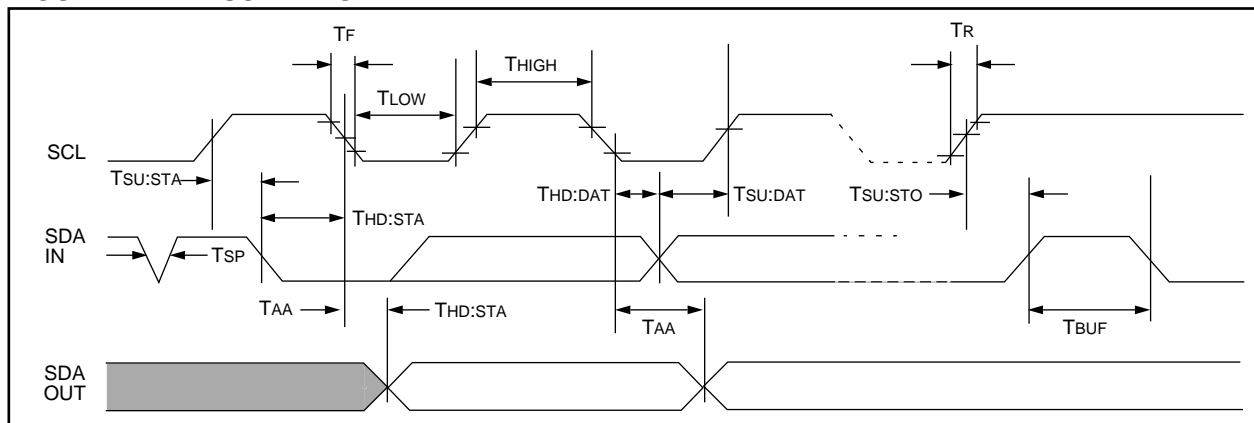 TF
TR
THIGH
TLOW
SCL
TSU:STA
THD:DAT
TSU:DAT
TSU:STO
THD:STA
SDA
IN
TSP
TAA
THD:STA
TAA
TBUF
SDA
OUT